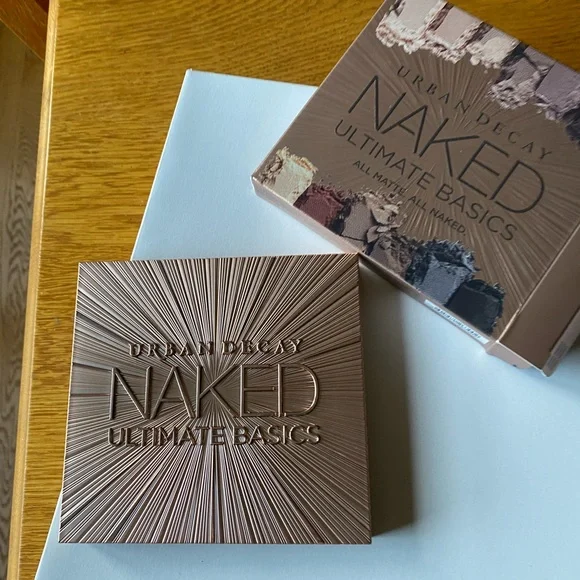 URBAN DECAY
NAKED
ULTIMATE BASICS
ALL MATTE. ALL NAKED.
URBAN DECAY
NAKED
ULTIMATE BASICS